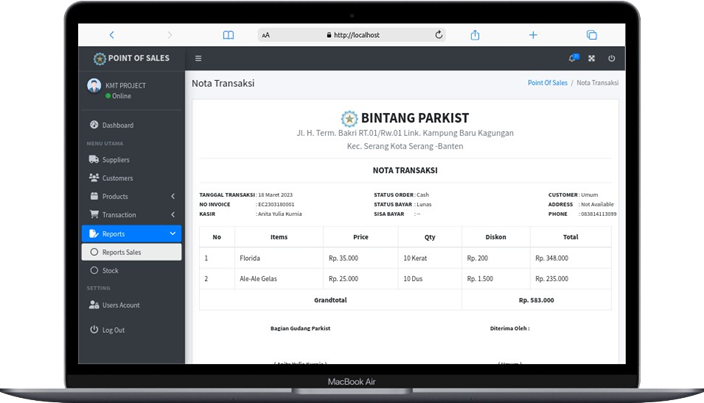 AA http://localhost
POINT OF SALES
KMT PROJECT
Online
Dashboard
MENU UTAMA
Suppliers
Customers
Products
Transaction
Reports
Reports Sales
Stock
SETTING
Users Acount
Log Out
Nota Transaksi
Point Of Sales / Nota Transaksi
BINTANG PARKIST
Jl. H. Term. Bakri RT.01/Rw.01 Link. Kampung Baru Kagungan
Kec. Serang Kota Serang -Banten
NOTA TRANSAKSI
TANGGAL TRANSAKSI : 18 Maret 2023 STATUS ORDER : Cash CUSTOMER : Umum
NO INVOICE : EC2303180001 STATUS BAYAR : Lunas ADDRESS : Not Available
KASIR : Anita Yulia Kurnia SISA BAYAR : -- PHONE : 083814113099
No Items Price Qty Diskon Total
1 Florida Rp. 35.000 10 Kerat Rp. 200 Rp. 348.000
2 Ale-Ale Gelas Rp. 25.000 10 Dus Rp. 1.500 Rp. 235.000
Grandtotal Rp. 583.000
Bagian Gudang Parkist Diterima Oleh :
MacBook Air